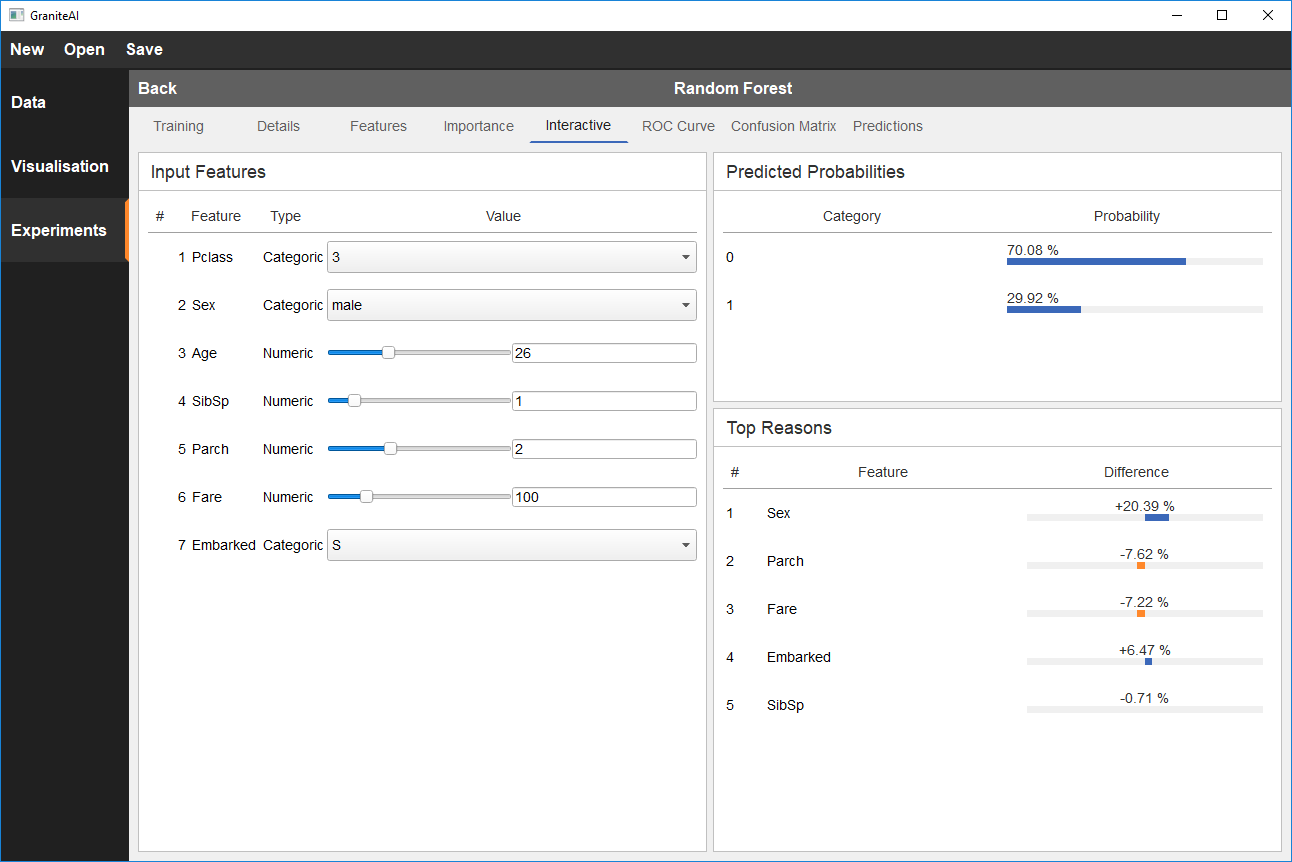 GraniteAI
New Open Save
Data
Visualisation
Experiments
Back Random Forest
Training Details Features Importance Interactive ROC Curve Confusion Matrix Predictions
Input Features
# Feature Type Value
1 Pclass Categoric 3
2 Sex Categoric male
3 Age Numeric 26
4 SibSp Numeric 1
5 Parch Numeric 2
6 Fare Numeric 100
7 Embarked Categoric S
Predicted Probabilities
Category Probability
0 70.08 %
1 29.92 %
Top Reasons
# Feature Difference
1 Sex +20.39 %
2 Parch -7.62 %
3 Fare -7.22 %
4 Embarked +6.47 %
5 SibSp -0.71 %